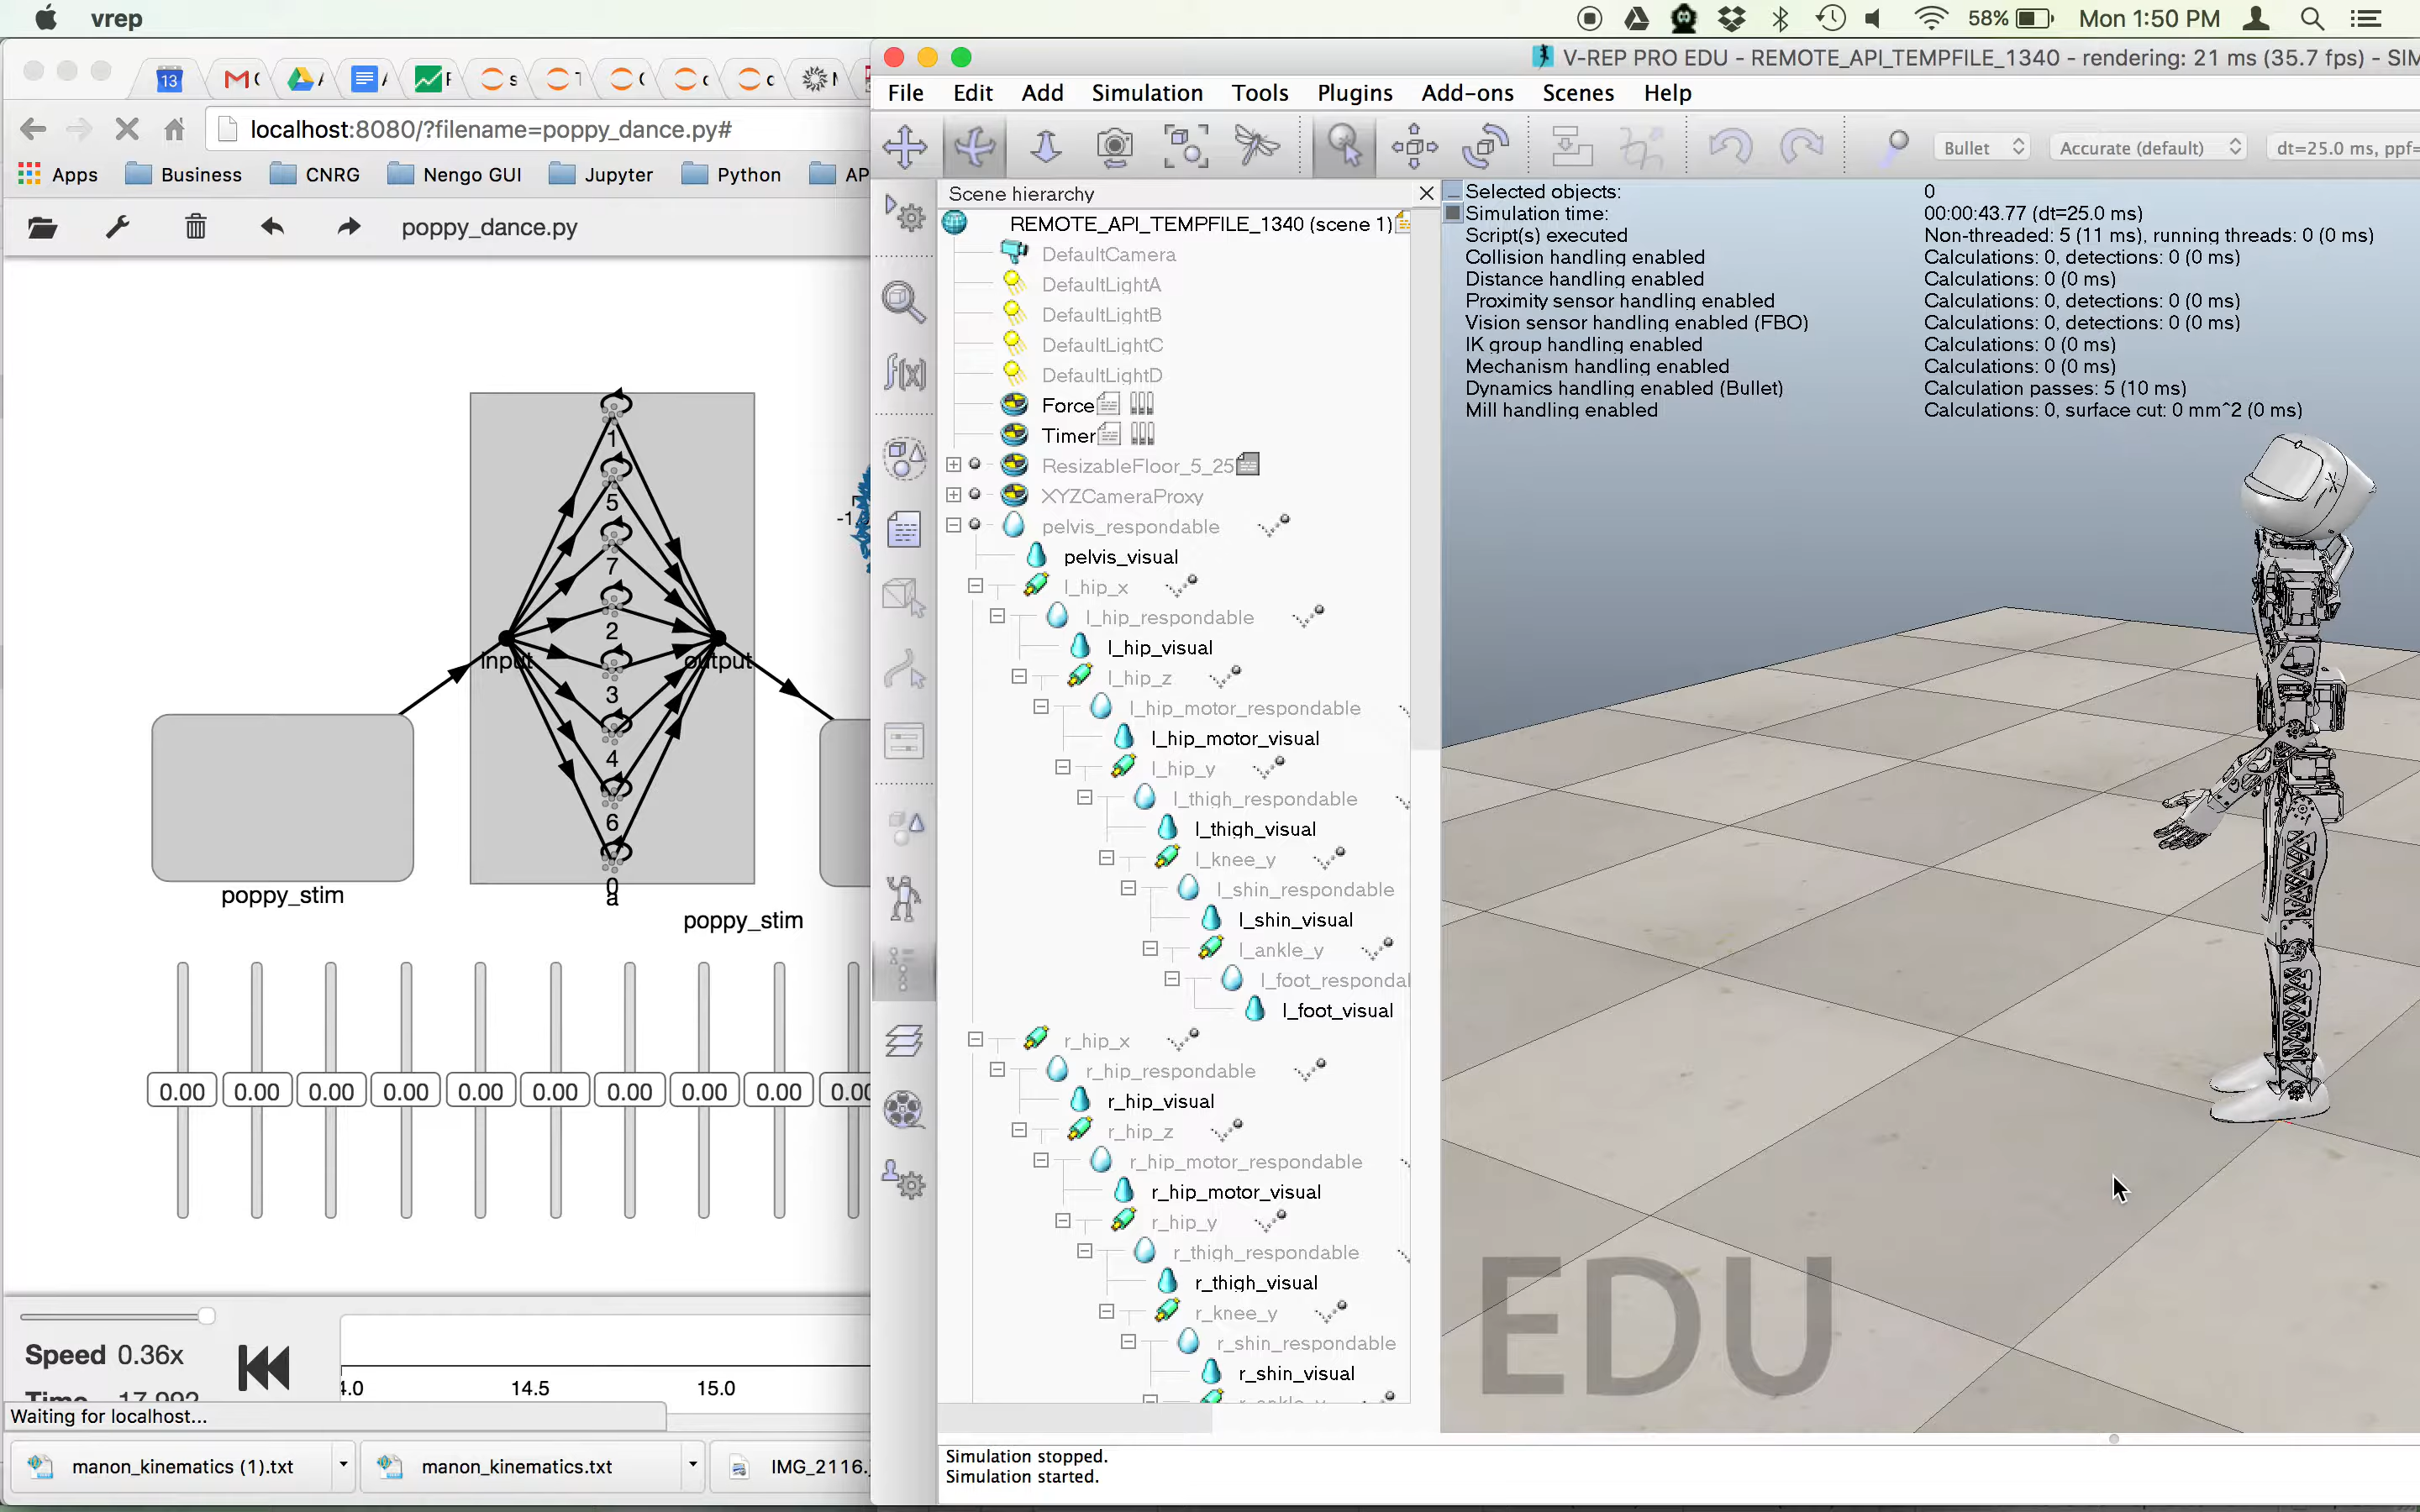 vrep
58%
Mon 1:50 PM
13
localhost:8080/?filename=poppy_dance.py#
Apps
Business
CNRG
Nengo GUI
Jupyter
Python
poppy_dance.py
1
5
7
2
3
4
6
0
a
input
output
poppy_stim
poppy_stim
0.00
0.00
0.00
0.00
0.00
0.00
0.00
0.00
0.00
Speed 0.36x
14.5
15.0
Waiting for localhost...
manon_kinematics (1).txt
manon_kinematics.txt
V-REP PRO EDU - REMOTE_API_TEMPFILE_1340 - rendering: 21 ms (35.7 fps) - SIM
File
Edit
Add
Simulation
Tools
Plugins
Add-ons
Scenes
Help
Bullet
Accurate (default)
dt=25.0 ms, ppf=
Scene hierarchy
REMOTE_API_TEMPFILE_1340 (scene 1)
DefaultCamera
DefaultLightA
DefaultLightB
DefaultLightC
DefaultLightD
Force
Timer
ResizableFloor_5_25
XYZCameraProxy
pelvis_respondable
pelvis_visual
l_hip_x
l_hip_respondable
l_hip_visual
l_hip_z
l_hip_motor_respondable
l_hip_motor_visual
l_hip_y
l_thigh_respondable
l_thigh_visual
l_knee_y
l_shin_respondable
l_shin_visual
l_ankle_y
l_foot_respondal
l_foot_visual
r_hip_x
r_hip_respondable
r_hip_visual
r_hip_z
r_hip_motor_respondable
r_hip_motor_visual
r_hip_y
r_thigh_respondable
r_thigh_visual
r_knee_y
r_shin_respondable
r_shin_visual
Selected objects: 0
Simulation time: 00:00:43.77 (dt=25.0 ms)
Script(s) executed Non-threaded: 5 (11 ms), running threads: 0 (0 ms)
Collision handling enabled Calculations: 0, detections: 0 (0 ms)
Distance handling enabled Calculations: 0 (0 ms)
Proximity sensor handling enabled Calculations: 0, detections: 0 (0 ms)
Vision sensor handling enabled (FBO) Calculations: 0, detections: 0 (0 ms)
IK group handling enabled Calculations: 0 (0 ms)
Mechanism handling enabled Calculations: 0 (0 ms)
Dynamics handling enabled (Bullet) Calculation passes: 5 (10 ms)
Mill handling enabled Calculations: 0, surface cut: 0 mm^2 (0 ms)
EDU
Simulation stopped.
Simulation started.